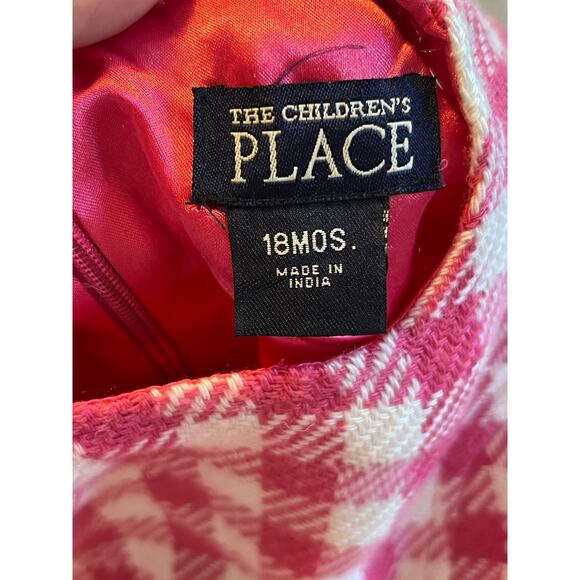 THE CHILDREN'S
PLACE
18MOS.
MADE IN
INDIA